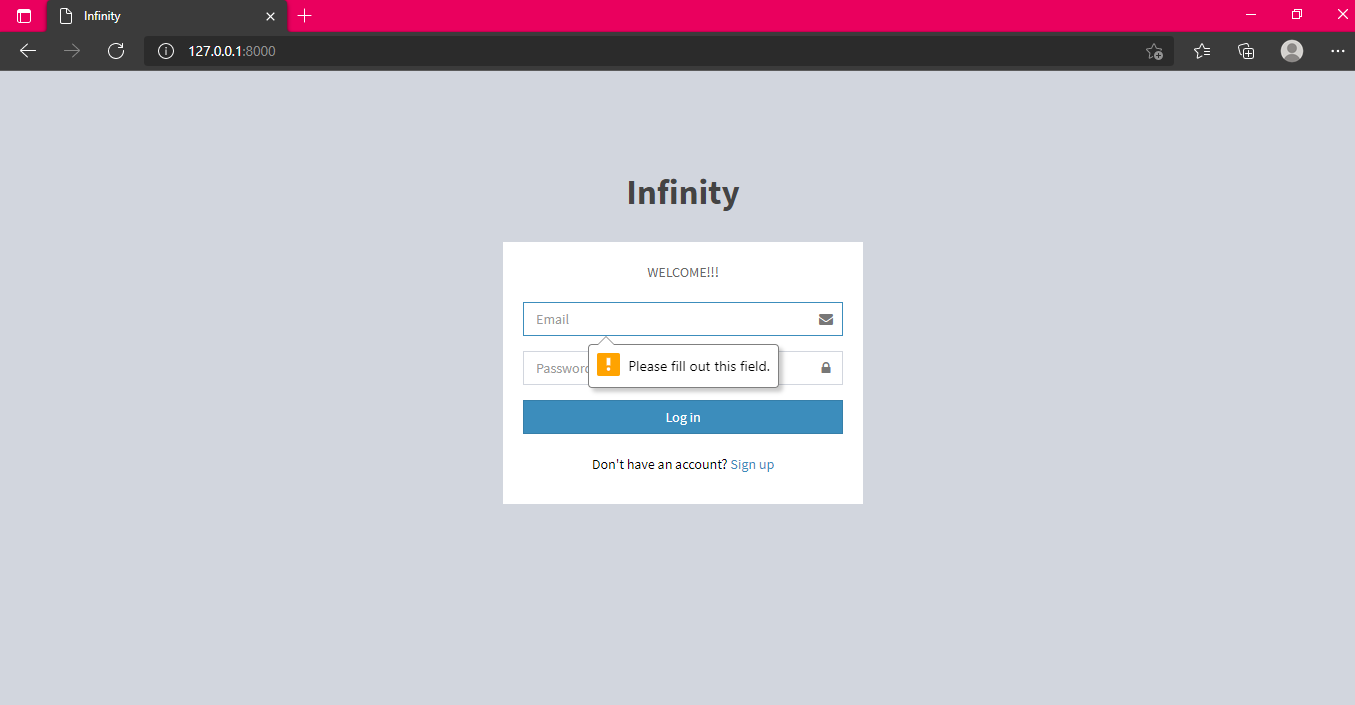 Infinity
127.0.0.1:8000
Infinity
WELCOME!!!
Email
Please fill out this field.
Password
Log in
Don't have an account? Sign up